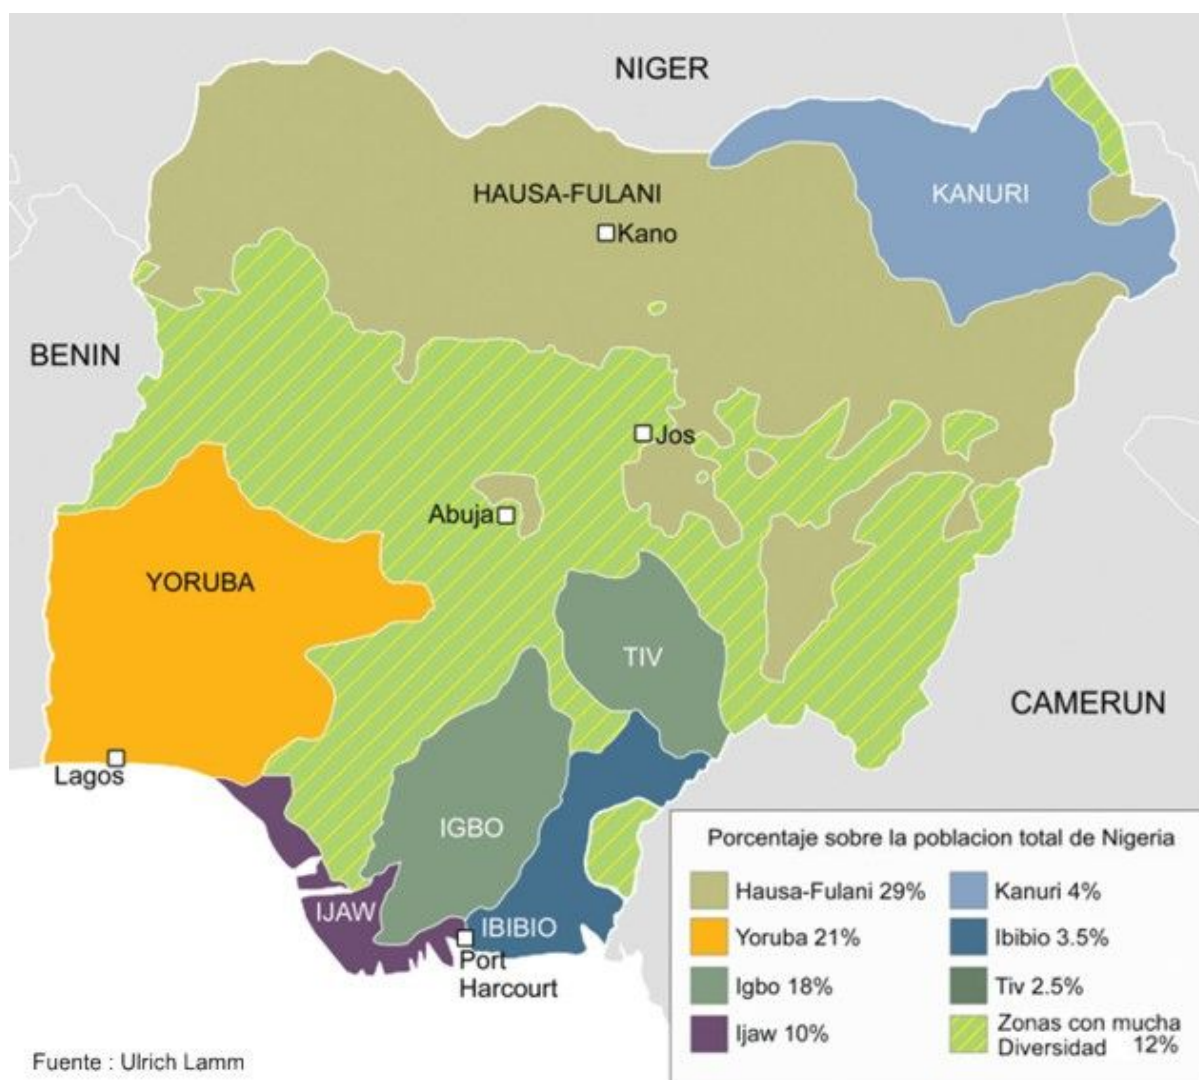 NIGER
HAUSA-FULANI
KANURI
Kano
BENIN
Jos
Abuja
YORUBA
TIV
CAMERUN
Lagos
IGBO
IJAW
IBIBIO
Port
Harcourt
Porcentaje sobre la poblacion total de Nigeria
Hausa-Fulani 29%
Kanuri 4%
Yoruba 21%
Ibibio 3.5%
Igbo 18%
Tiv 2.5%
Ijaw 10%
Zonas con mucha
Diversidad 12%
Fuente : Ulrich Lamm